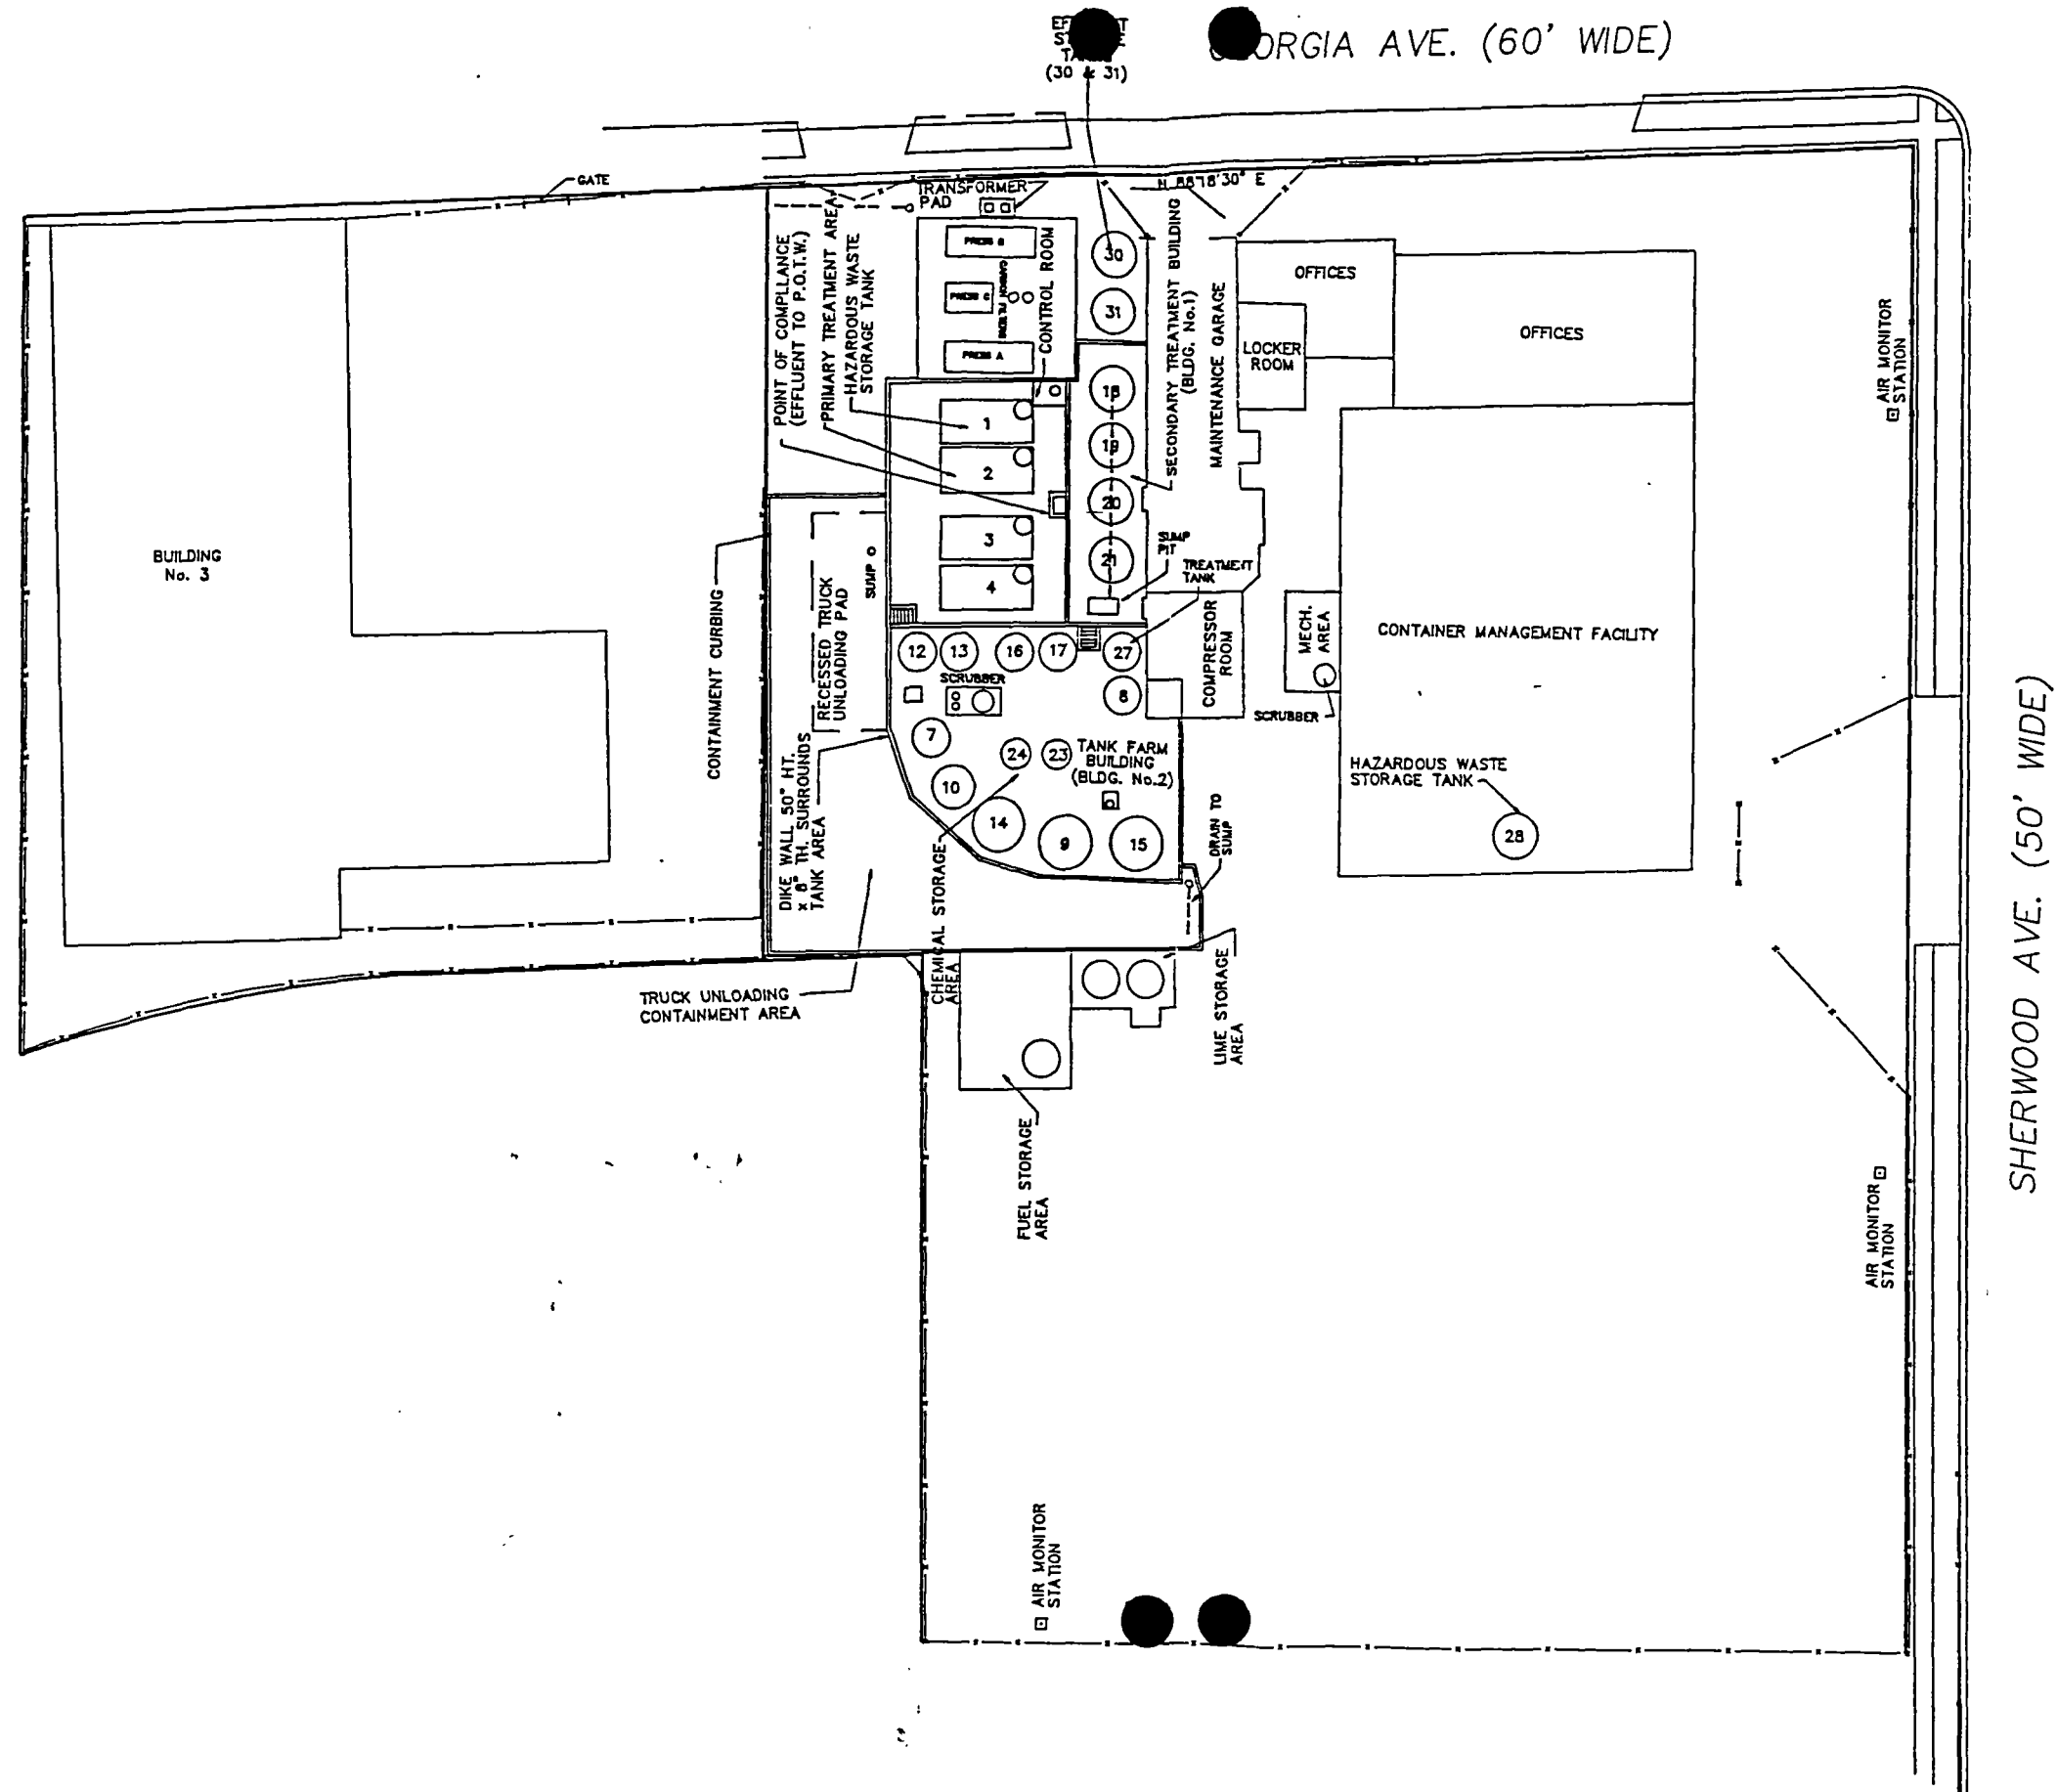 (30 & 31)
ORGIA AVE. (60' WIDE)
GATE
TRANSFORMER
PAD
N 88°18'30" E
POINT OF COMPLLANCE
(EFFLUENT TO P.O.T.W.)
PRIMARY TREATMENT AREA
HAZARDOUS WASTE
STORAGE TANK
PRESS B
PRESS C
CARBON FILTERS
PRESS A
CONTROL ROOM
30
31
SECONDARY TREATMENT BUILDING
(BLDG. No.1)
MAINTENANCE GARAGE
OFFICES
OFFICES
LOCKER
ROOM
AIR MONITOR
STATION
1
2
3
4
18
19
20
21
SUMP
PIT
TREATMENT
TANK
BUILDING
No. 3
CONTAINMENT CURBING
RECESSED TRUCK
UNLOADING PAD
SUMP
12
13
16
17
27
8
SCRUBBER
COMPRESSOR
ROOM
MECH.
AREA
SCRUBBER
CONTAINER MANAGEMENT FACILITY
7
24
23
TANK FARM
BUILDING
(BLDG. No.2)
10
14
9
15
DIKE WALL 50" HT.
x 8" TH. SURROUNDS
TANK AREA
HAZARDOUS WASTE
STORAGE TANK
28
DRAIN TO
SUMP
CHEMICAL STORAGE
AREA
TRUCK UNLOADING
CONTAINMENT AREA
LIME STORAGE
AREA
FUEL STORAGE
AREA
SHERWOOD AVE. (50' WIDE)
AIR MONITOR
STATION
AIR MONITOR
STATION